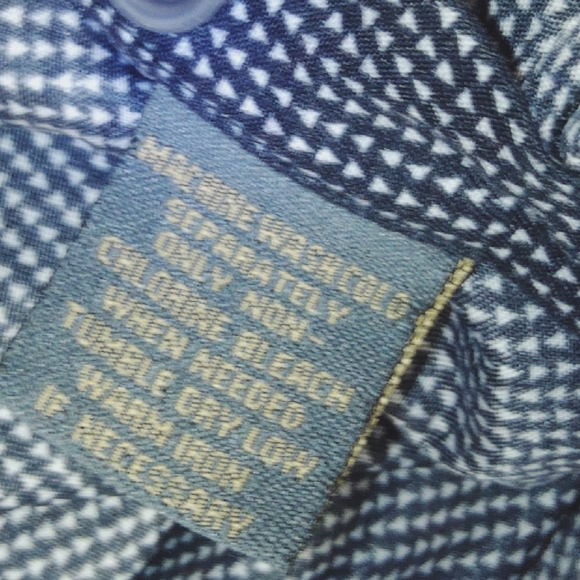 MACHINE WASH COLD
SEPARATELY
ONLY NON-
CHLORINE BLEACH
WHEN NEEDED
TUMBLE DRY LOW
WARM IRON
IF NECESSARY